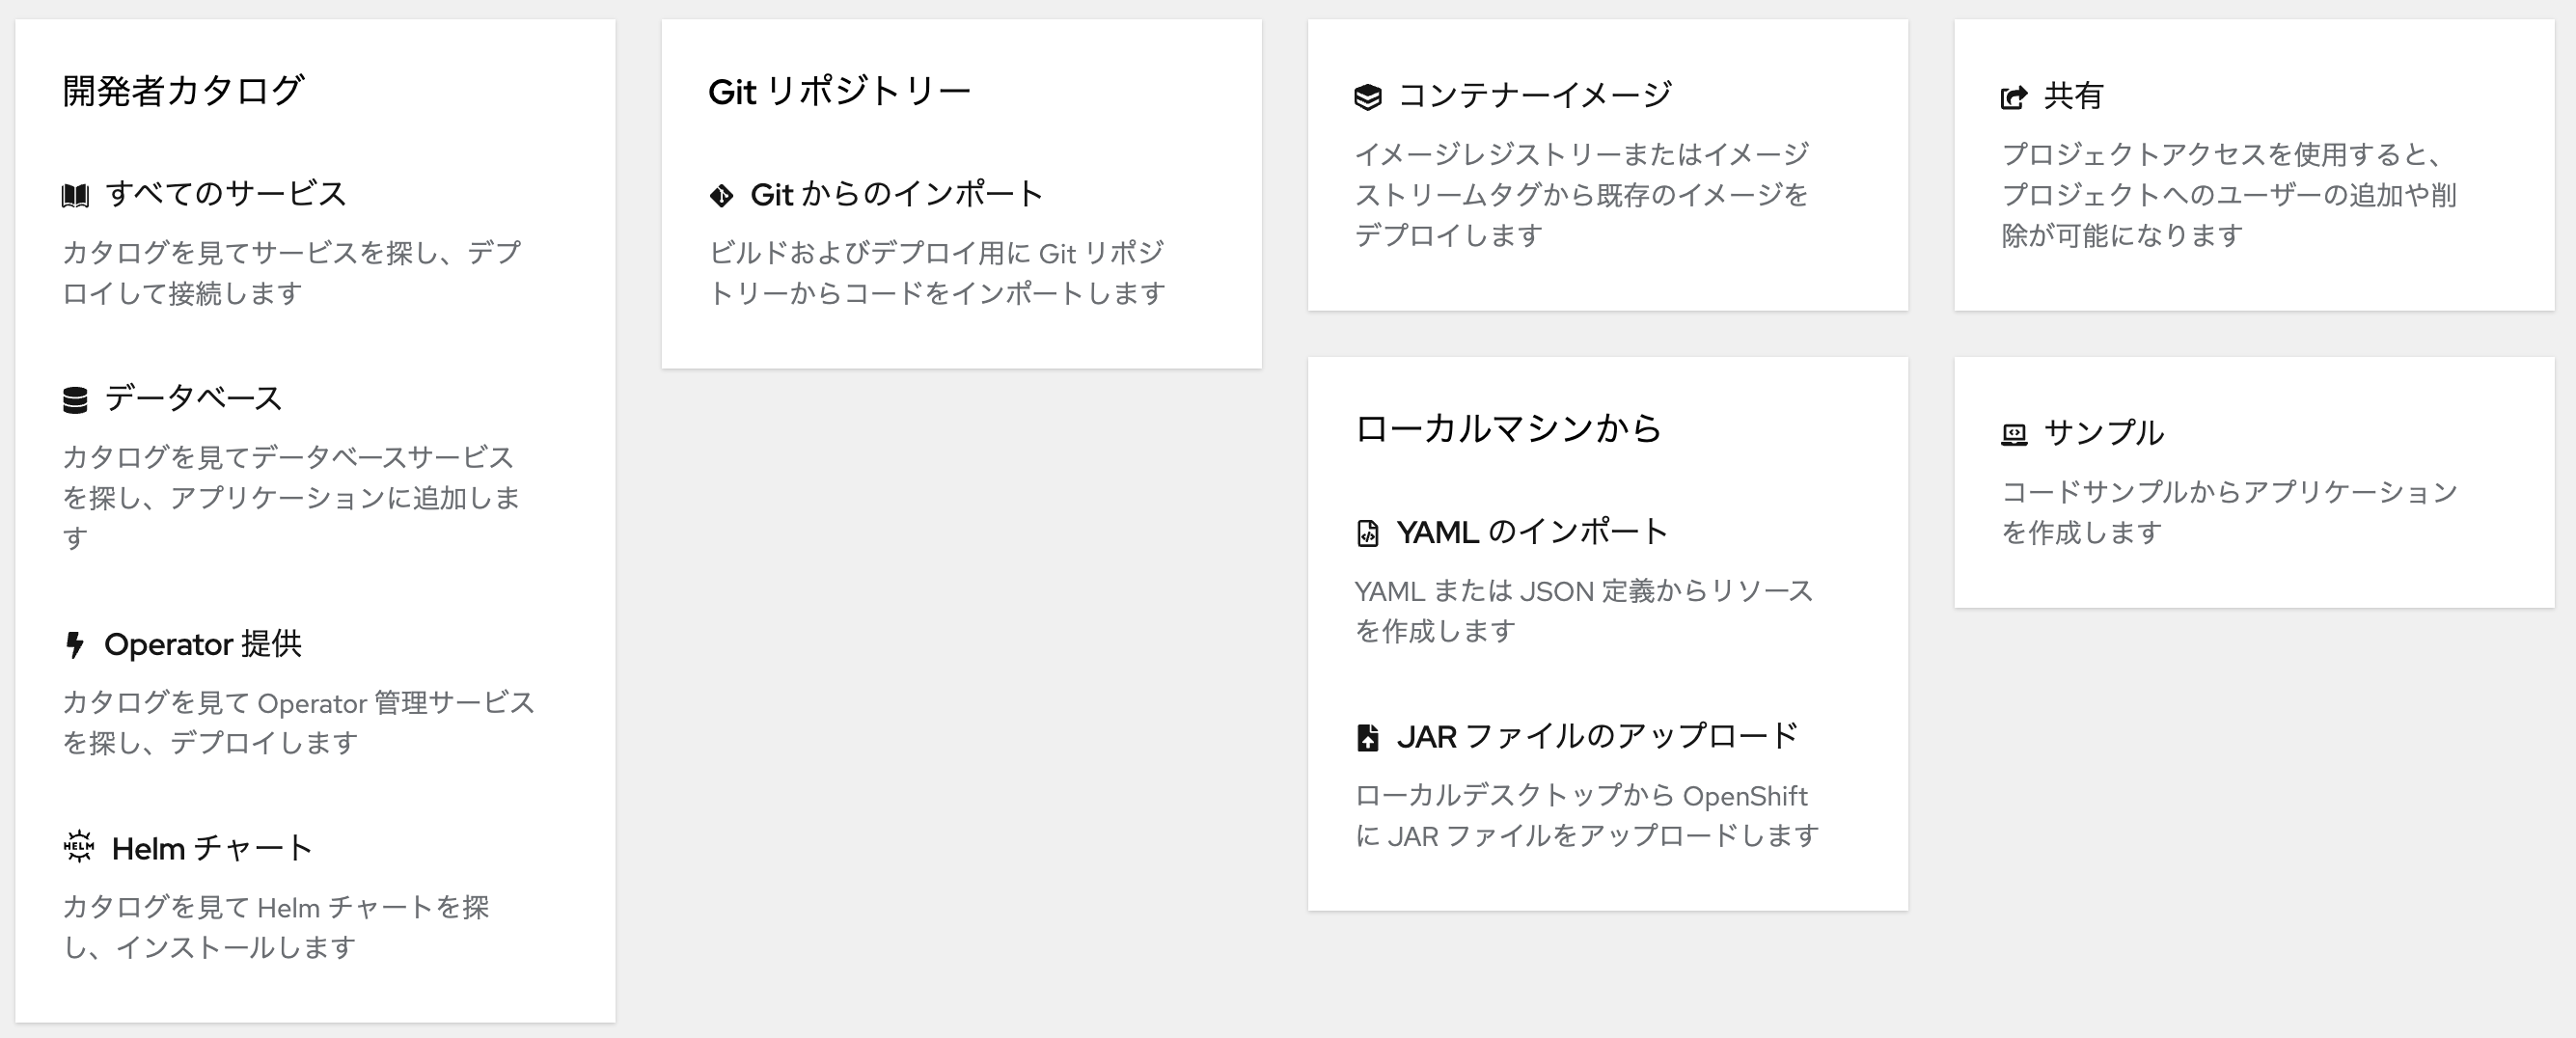 開発者カタログ
すべてのサービス
カタログを見てサービスを探し、デプ
ロイして接続します
データベース
カタログを見てデータベースサービス
を探し、アプリケーションに追加しま
す
Operator 提供
カタログを見て Operator 管理サービス
を探し、デプロイします
HELM
Helm チャート
カタログを見て Helm チャートを探
し、インストールします
Git リポジトリー
Git からのインポート
ビルドおよびデプロイ用に Git リポジ
トリーからコードをインポートします
コンテナーイメージ
イメージレジストリーまたはイメージ
ストリームタグから既存のイメージを
デプロイします
ローカルマシンから
YAML のインポート
YAML または JSON 定義からリソース
を作成します
JAR ファイルのアップロード
ローカルデスクトップから OpenShift
に JAR ファイルをアップロードします
共有
プロジェクトアクセスを使用すると、
プロジェクトへのユーザーの追加や削
除が可能になります
サンプル
コードサンプルからアプリケーション
を作成します